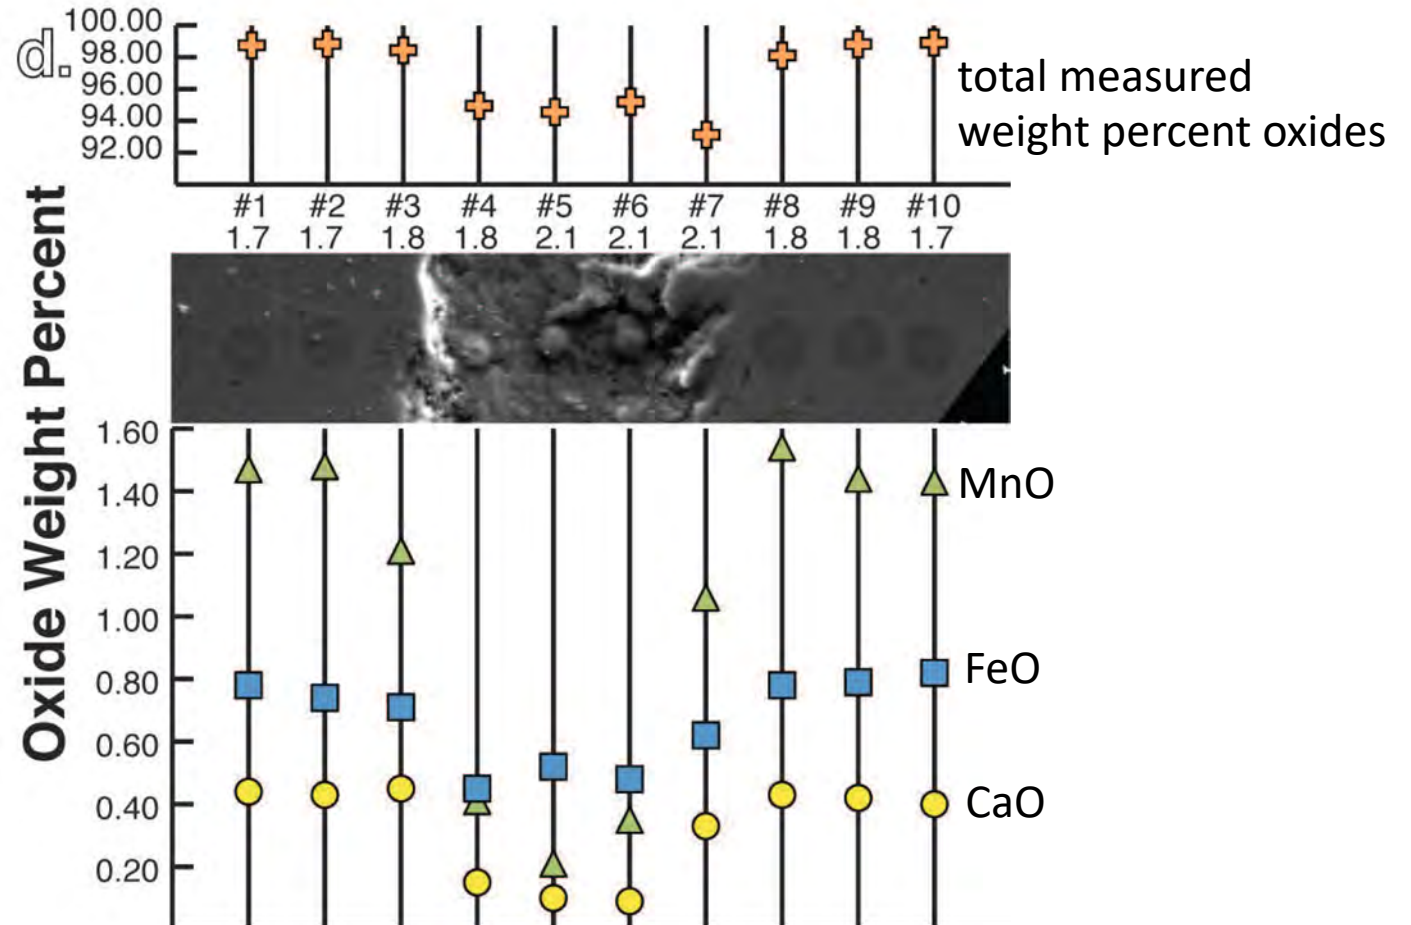 d.
100.00
98.00
96.00
94.00
92.00
total measured
weight percent oxides
#1 #2 #3 #4 #5 #6 #7 #8 #9 #10
1.7 1.7 1.8 1.8 2.1 2.1 2.1 1.8 1.8 1.7
Oxide Weight Percent
1.60
1.40
1.20
1.00
0.80
0.60
0.40
0.20
MnO
FeO
CaO